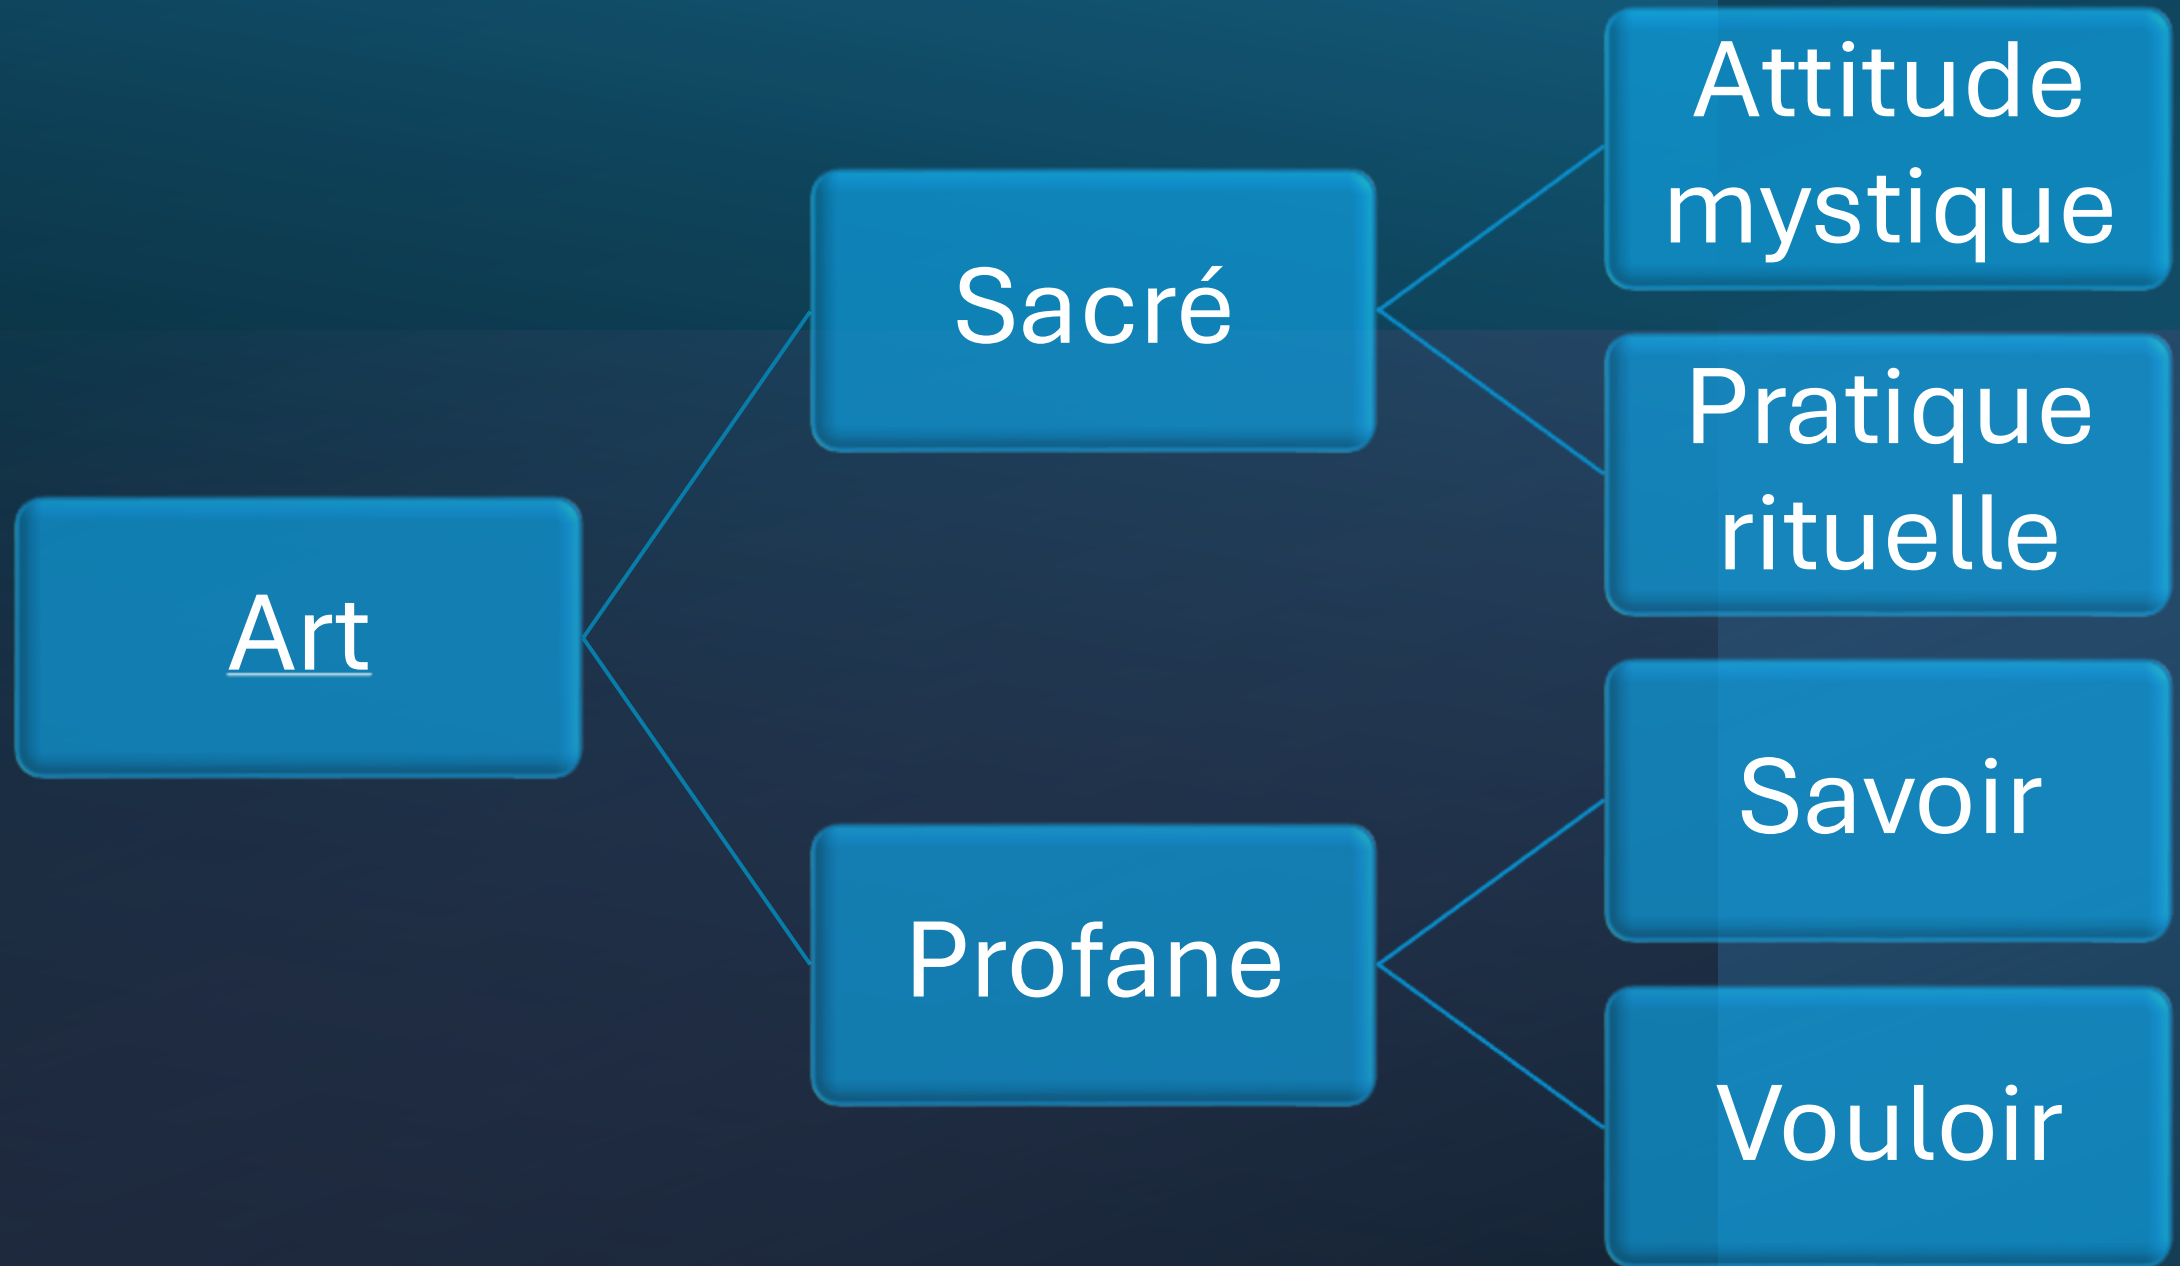 Art
Sacré
Attitude
mystique
Pratique
rituelle
Profane
Savoir
Vouloir